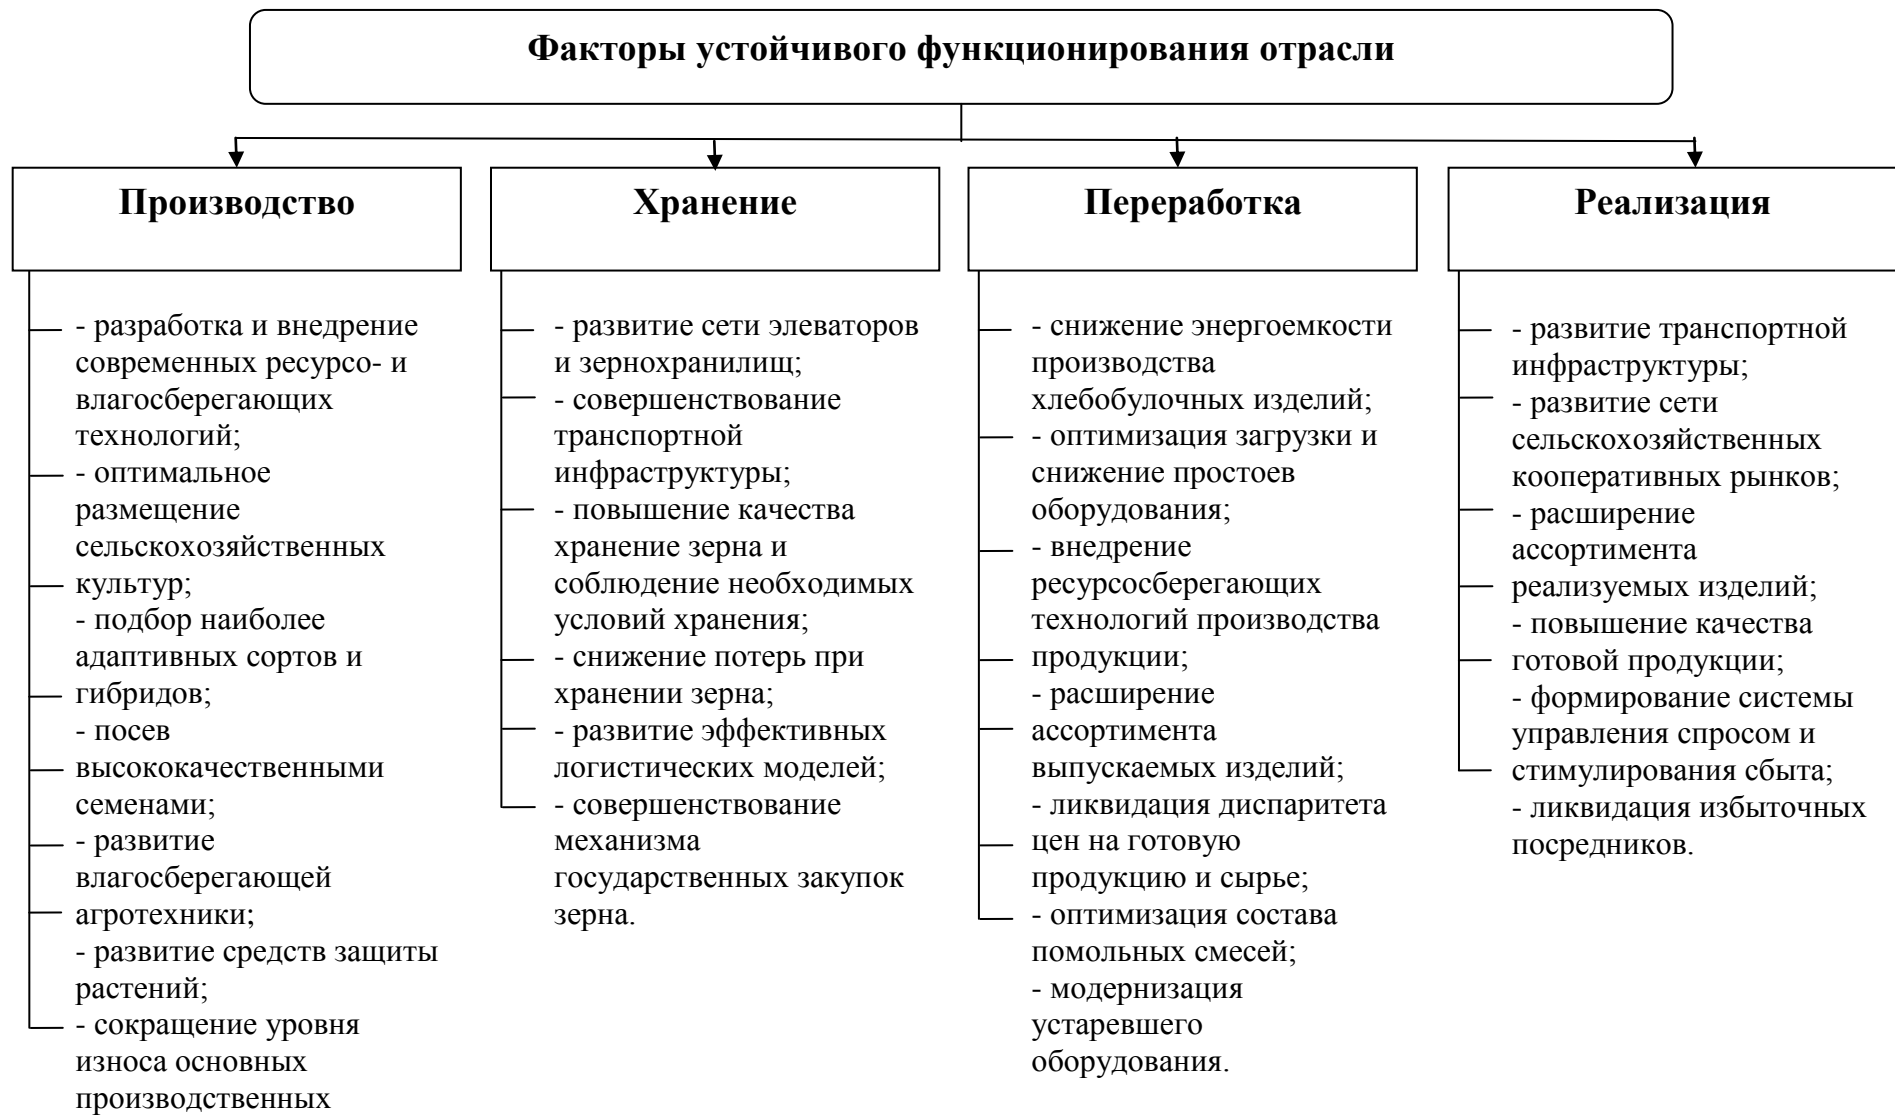 Факторы устойчивого функционирования отрасли
Производство
- разработка и внедрение
современных ресурсо- и
влагосберегающих
технологий;
- оптимальное
размещение
сельскохозяйственных
культур;
- подбор наиболее
адаптивных сортов и
гибридов;
- посев
высококачественными
семенами;
- развитие
влагосберегающей
агротехники;
- развитие средств защиты
растений;
- сокращение уровня
износа основных
производственных
Хранение
- развитие сети элеваторов
и зернохранилищ;
- совершенствование
транспортной
инфраструктуры;
- повышение качества
хранение зерна и
соблюдение необходимых
условий хранения;
- снижение потерь при
хранении зерна;
- развитие эффективных
логистических моделей;
- совершенствование
механизма
государственных закупок
зерна.
Переработка
- снижение энергоемкости
производства
хлебобулочных изделий;
- оптимизация загрузки и
снижение простоев
оборудования;
- внедрение
ресурсосберегающих
технологий производства
продукции;
- расширение
ассортимента
выпускаемых изделий;
- ликвидация диспаритета
цен на готовую
продукцию и сырье;
- оптимизация состава
помольных смесей;
- модернизация
устаревшего
оборудования.
Реализация
- развитие транспортной
инфраструктуры;
- развитие сети
сельскохозяйственных
кооперативных рынков;
- расширение
ассортимента
реализуемых изделий;
- повышение качества
готовой продукции;
- формирование системы
управления спросом и
стимулирования сбыта;
- ликвидация избыточных
посредников.